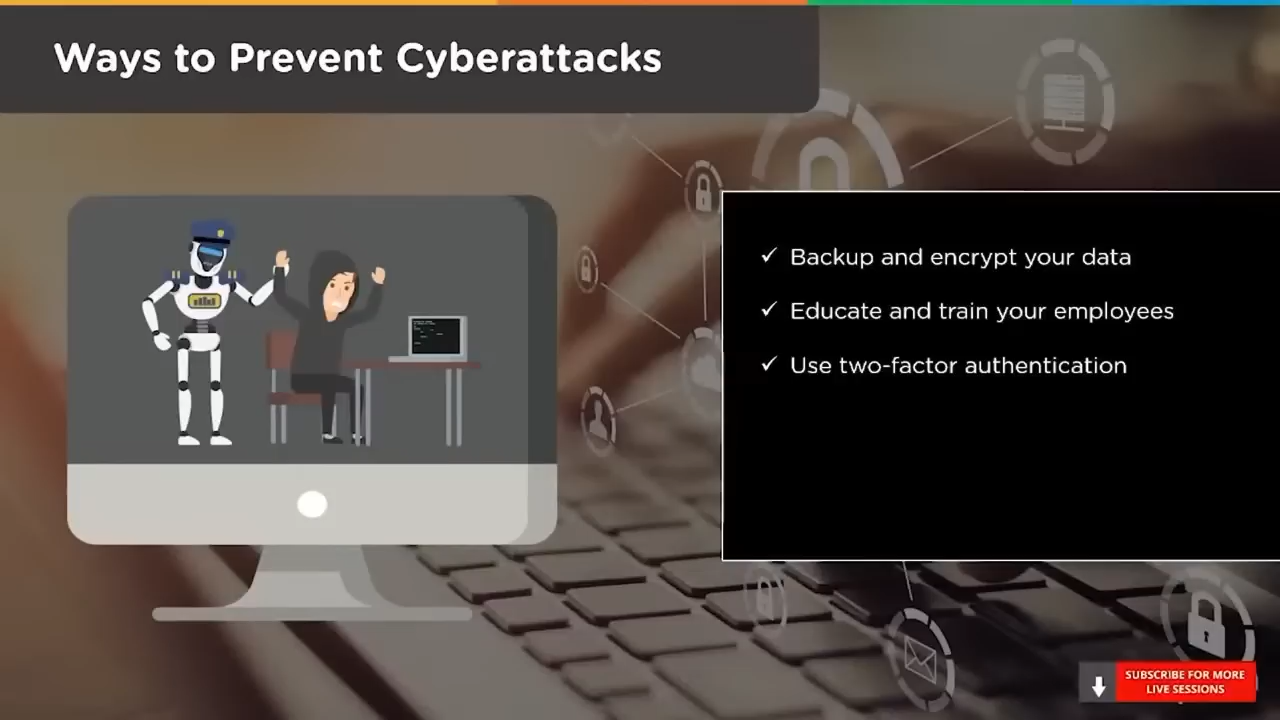 Ways to Prevent Cyberattacks
✓ Backup and encrypt your data
✓ Educate and train your employees
✓ Use two-factor authentication
SUBSCRIBE FOR MORE
LIVE SESSIONS